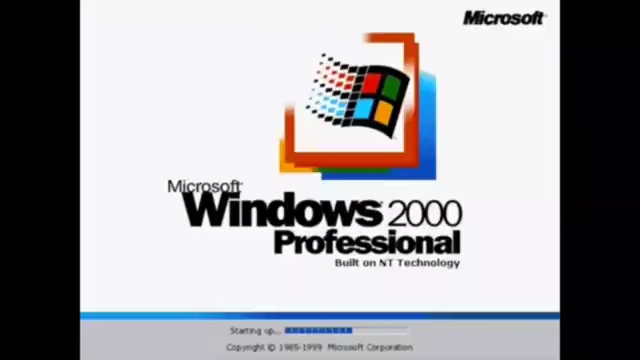 Microsoft
Microsoft
Windows 2000
Professional
Built on NT Technology
Starting up...
Copyright © 1985-1999 Microsoft Corporation